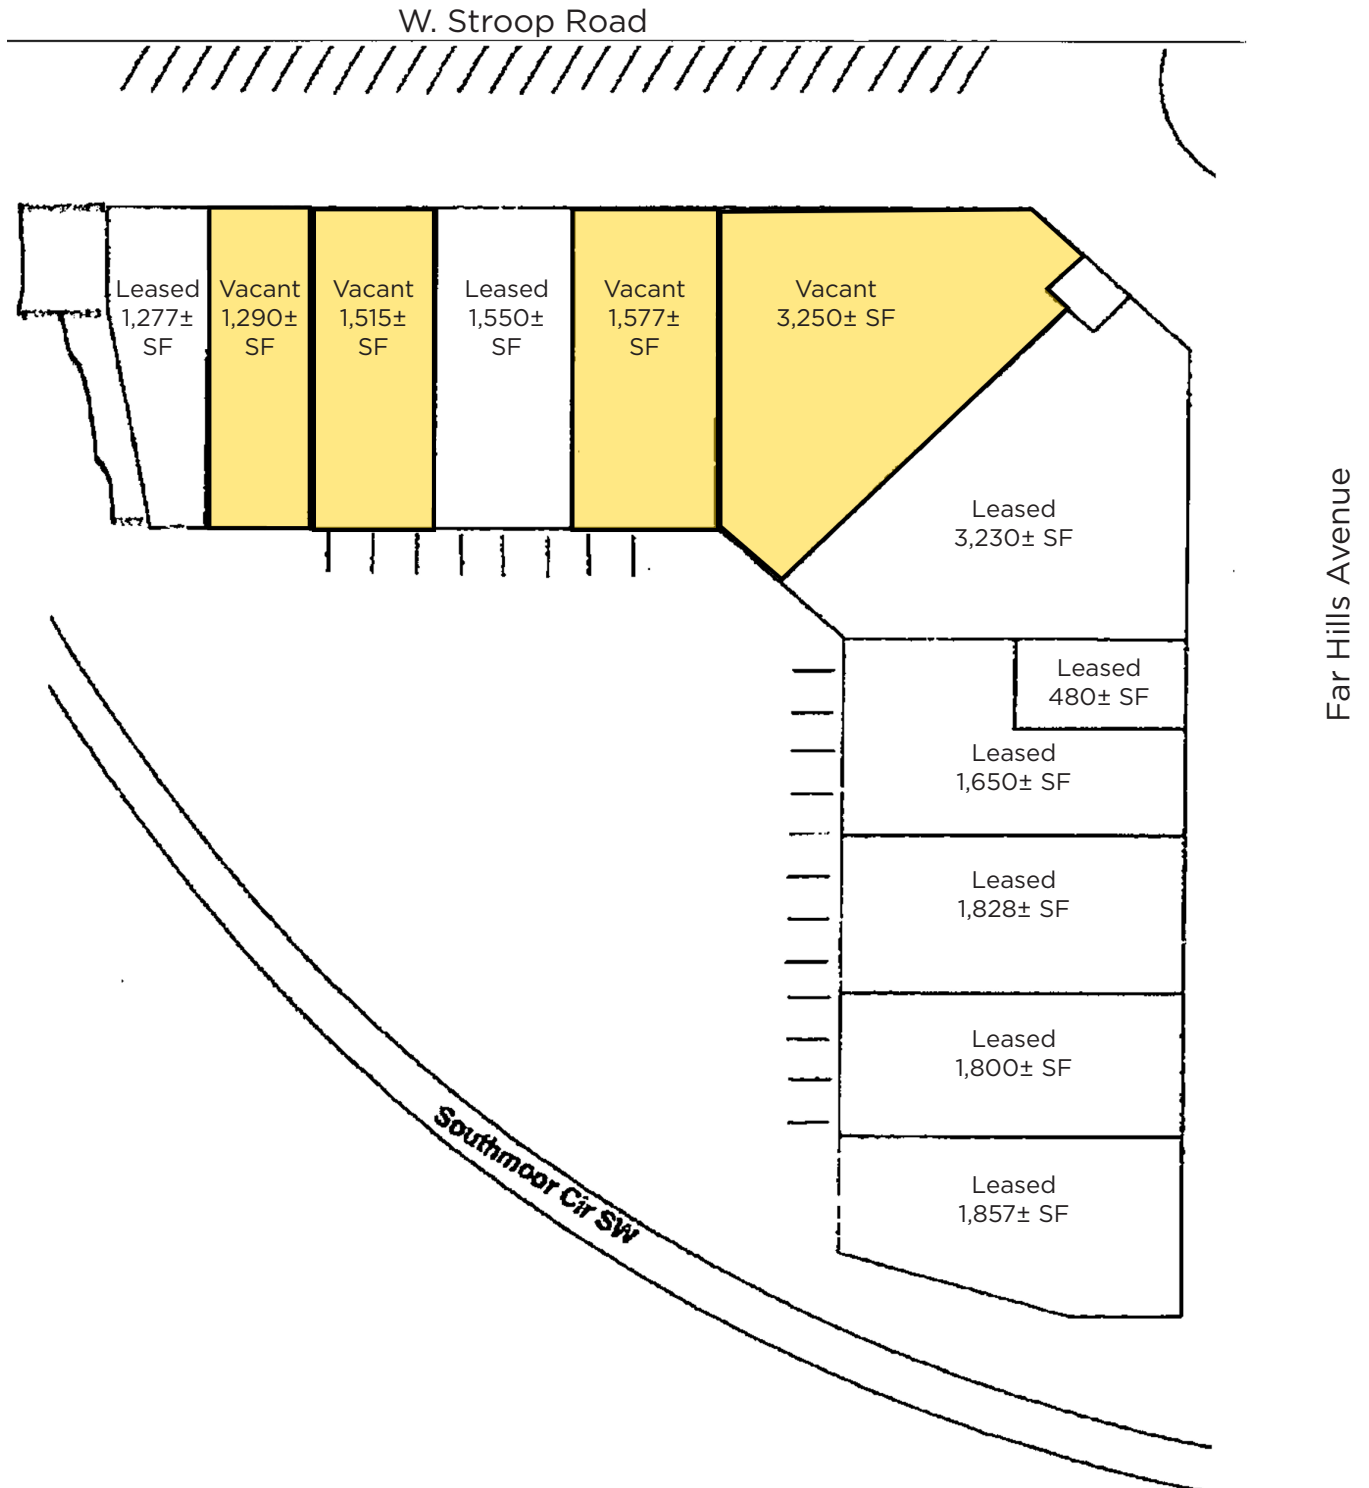 W. Stroop Road
Leased
1,277±
SF
Vacant
1,290±
SF
Vacant
1,515±
SF
Leased
1,550±
SF
Vacant
1,577±
SF
Vacant
3,250± SF
Leased
3,230± SF
Far Hills Avenue
Leased
480± SF
Leased
1,650± SF
Leased
1,828± SF
Leased
1,800± SF
Leased
1,857± SF
Southmoor Cir SW